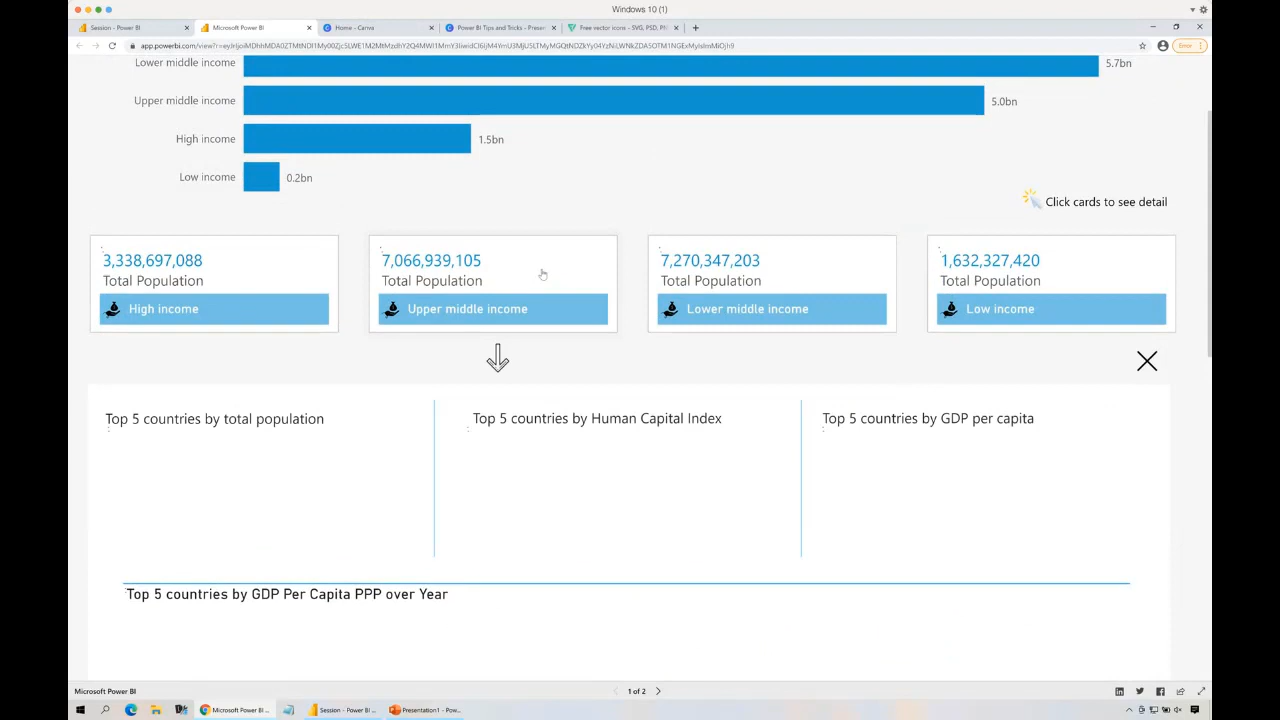 Windows 10 (1)
Session - Power BI
Microsoft Power BI
Home - Canva
Power BI Tips and Tricks - Presen
Free vector icons - SVG, PSD, PN
Error
Lower middle income
5.7bn
Upper middle income
5.0bn
High income
1.5bn
Low income
0.2bn
Click cards to see detail
3,338,697,088
Total Population
High income
7,066,939,105
Total Population
Upper middle income
7,270,347,203
Total Population
Lower middle income
1,632,327,420
Total Population
Low income
Top 5 countries by total population
Top 5 countries by Human Capital Index
Top 5 countries by GDP per capita
Top 5 countries by GDP Per Capita PPP over Year
Microsoft Power BI
1 of 2
Microsoft Power BI...
Session - Power BI ...
Presentation1 - Pow...